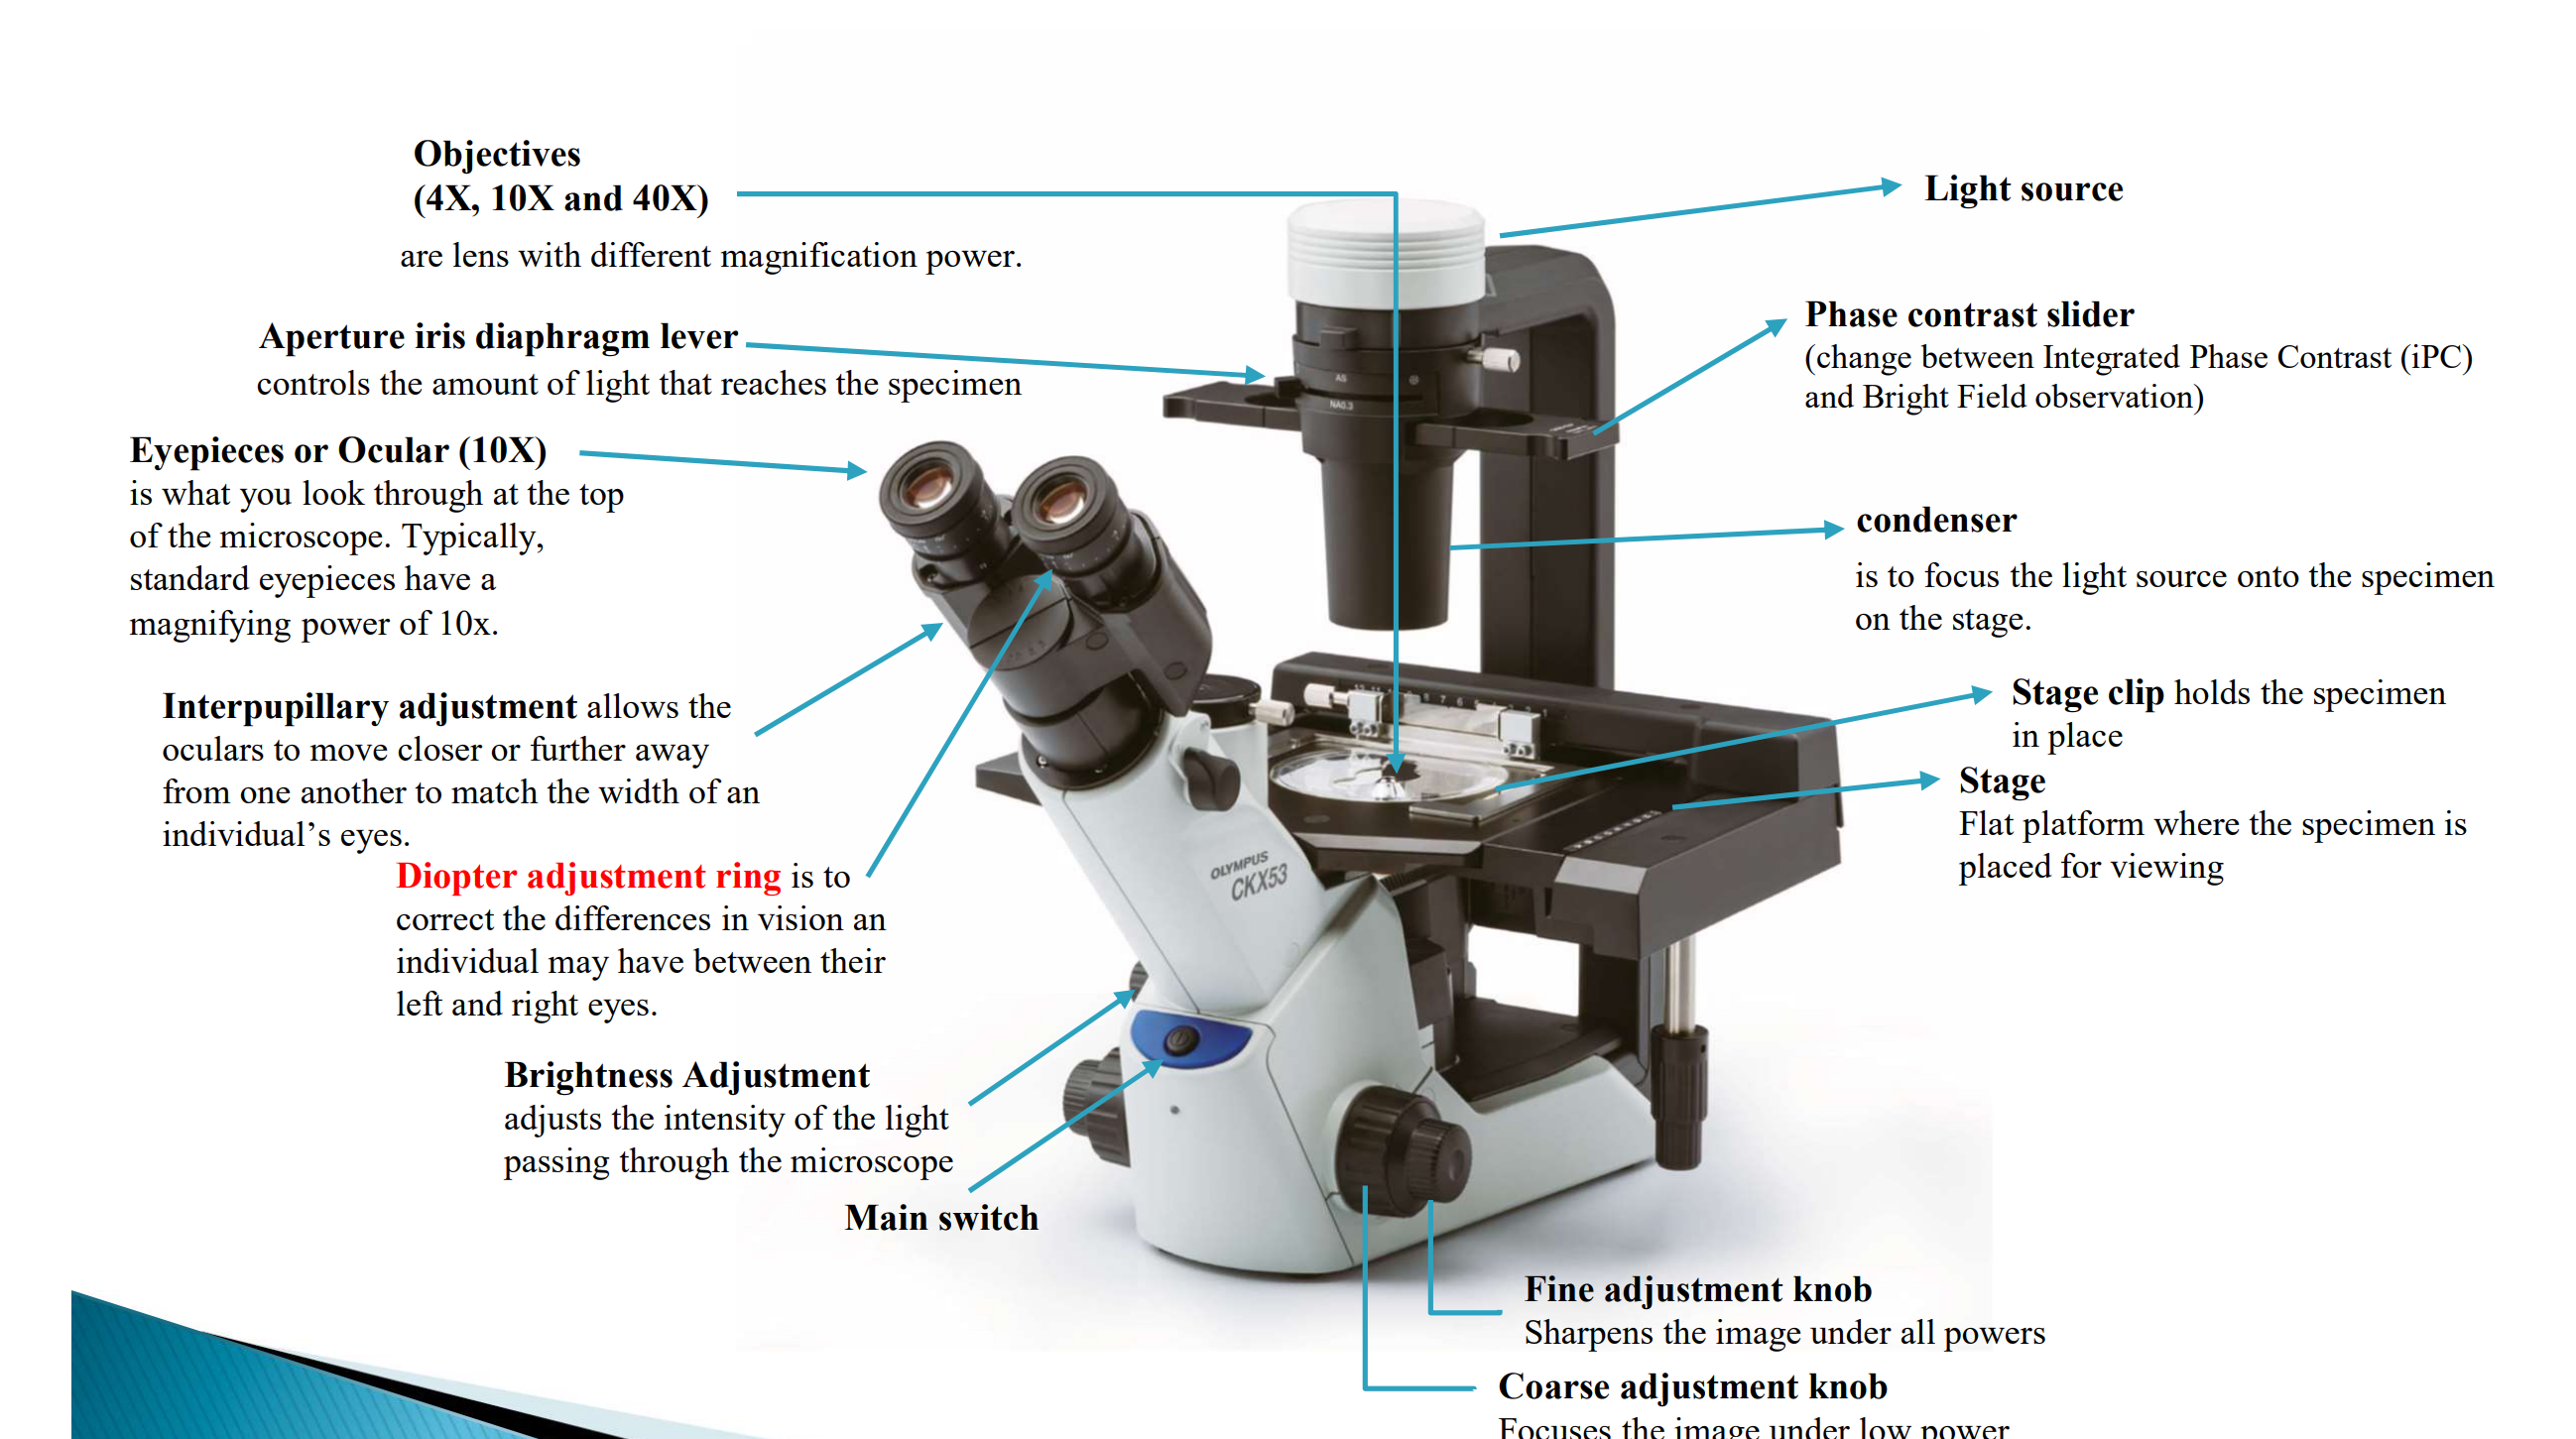 Objectives
(4X, 10X and 40X)
are lens with different magnification power.
Light source
Aperture iris diaphragm lever
controls the amount of light that reaches the specimen
Phase contrast slider
(change between Integrated Phase Contrast (iPC)
and Bright Field observation)
Eyepieces or Ocular (10X)
is what you look through at the top
of the microscope. Typically,
standard eyepieces have a
magnifying power of 10x.
AS
NA0.3
condenser
is to focus the light source onto the specimen
on the stage.
Interpupillary adjustment allows the
oculars to move closer or further away
from one another to match the width of an
individual’s eyes.
Stage clip holds the specimen
in place
Stage
Flat platform where the specimen is
placed for viewing
Diopter adjustment ring is to
correct the differences in vision an
individual may have between their
left and right eyes.
OLYMPUS
CKX53
Brightness Adjustment
adjusts the intensity of the light
passing through the microscope
Main switch
Fine adjustment knob
Sharpens the image under all powers
Coarse adjustment knob
Focuses the image under low power